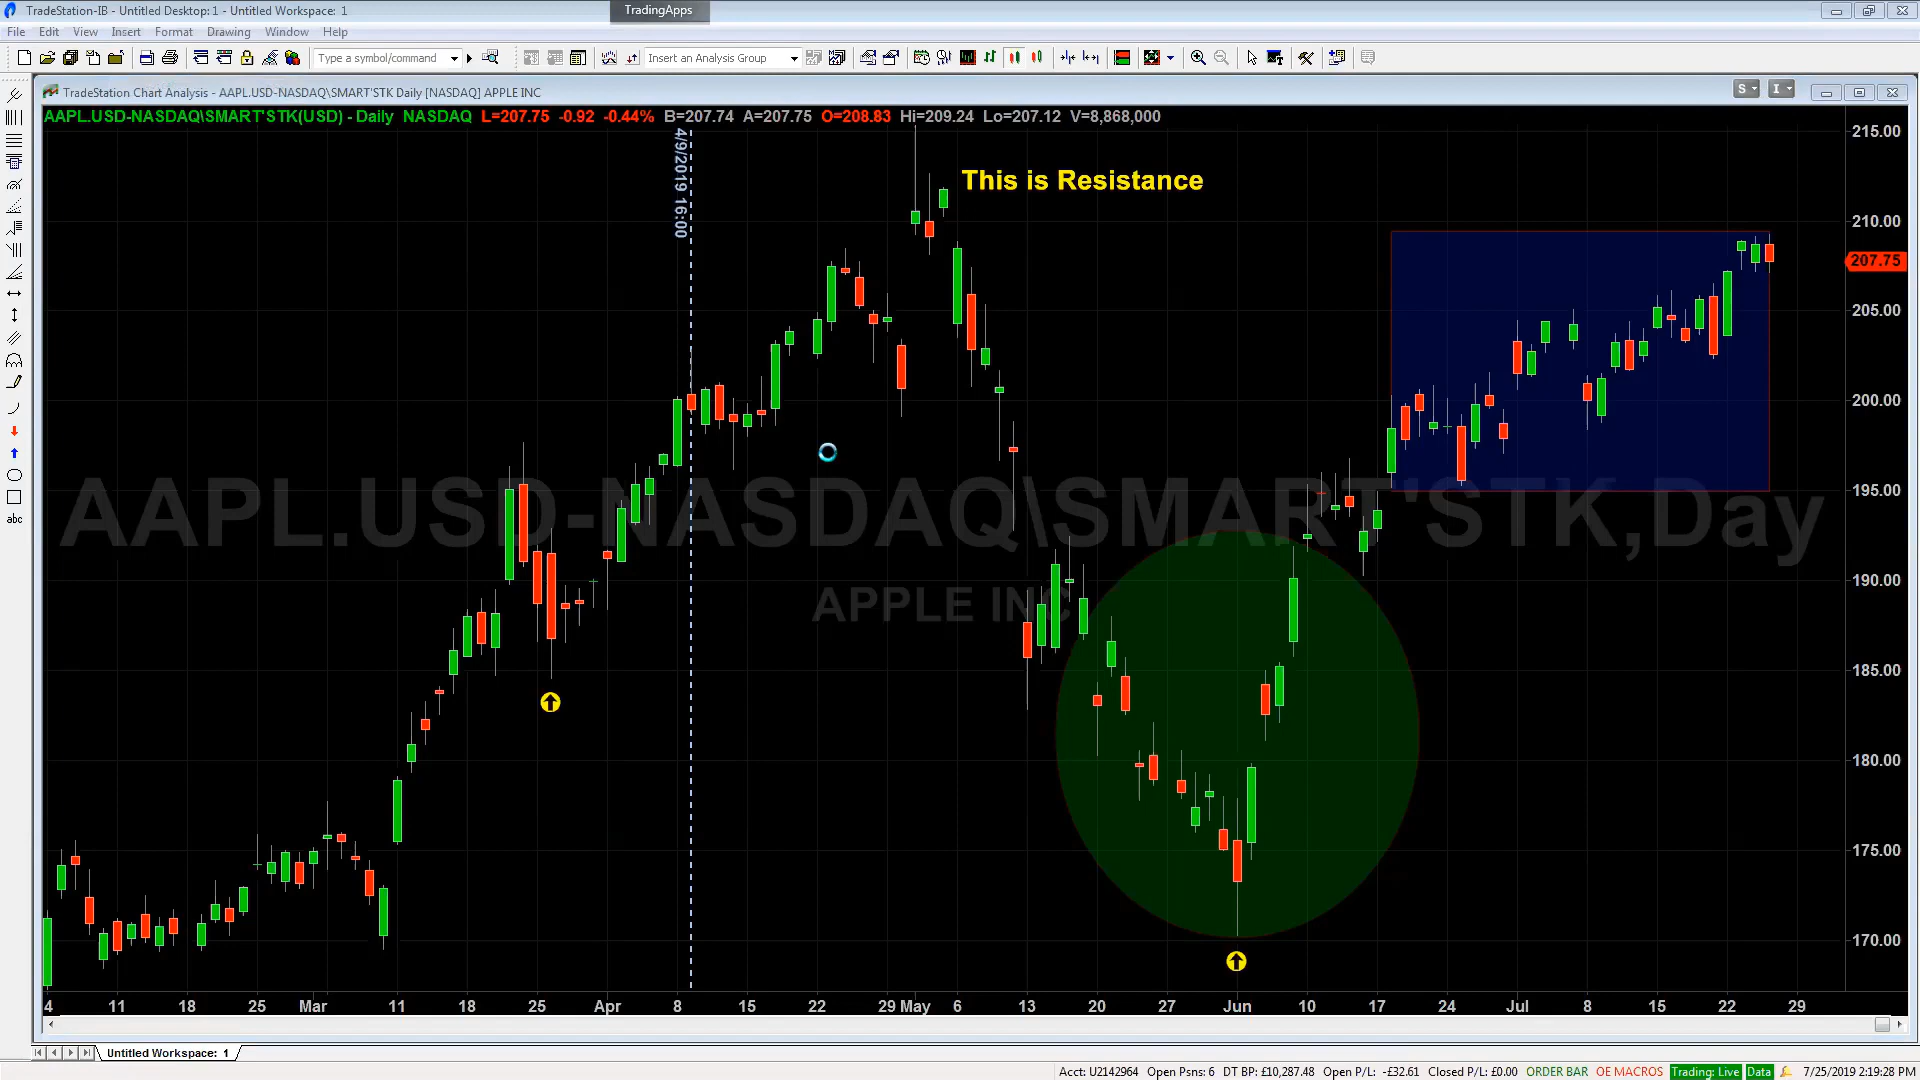 TradeStation-IB - Untitled Desktop: 1 - Untitled Workspace: 1
TradingApps
File Edit View Insert Format Drawing Window Help
Type a symbol/command
Insert an Analysis Group
TradeStation Chart Analysis - AAPL.USD-NASDAQ\SMART'STK Daily [NASDAQ] APPLE INC
S
I
AAPL.USD-NASDAQ\SMART'STK(USD) - Daily NASDAQ L=207.75 -0.92 -0.44% B=207.74 A=207.75 O=208.83 Hi=209.24 Lo=207.12 V=8,868,000
4/9/2019 16:00
This is Resistance
215.00
210.00
207.75
205.00
200.00
195.00
190.00
185.00
180.00
175.00
170.00
AAPL.USD-NASDAQ\SMART'STK,Day
APPLE INC
abc
4 11 18 25 Mar 11 18 25 Apr 8 15 22 29 May 6 13 20 27 Jun 10 17 24 Jul 8 15 22 29
Untitled Workspace: 1
Acct: U2142964 Open Psns: 6 DT BP: £10,287.48 Open P/L: -£32.61 Closed P/L: £0.00 ORDER BAR OE MACROS Trading: Live Data 7/25/2019 2:19:28 PM